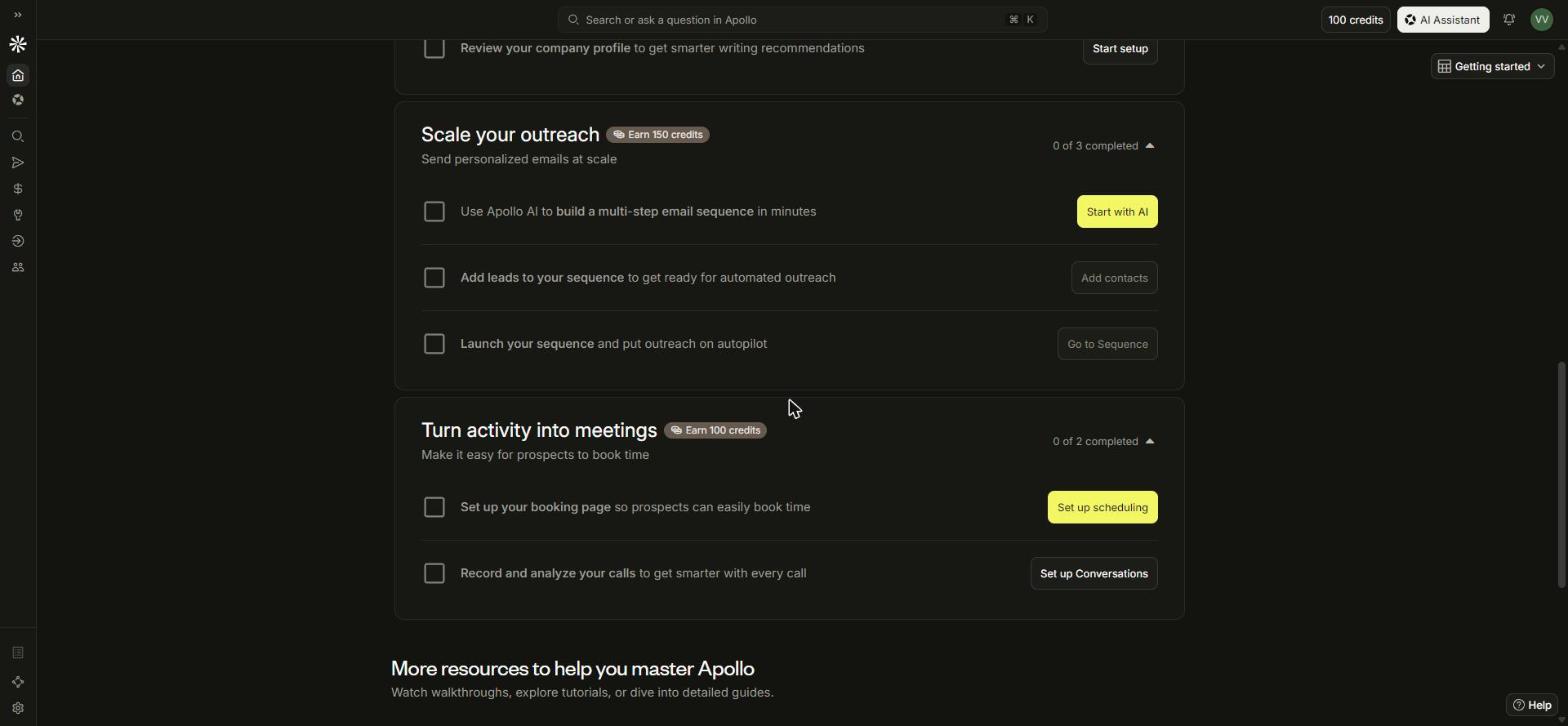 Search or ask a question in Apollo
⌘ K
100 credits
AI Assistant
VV
Review your company profile to get smarter writing recommendations
Start setup
Getting started
Scale your outreach
Earn 150 credits
Send personalized emails at scale
0 of 3 completed
Use Apollo AI to build a multi-step email sequence in minutes
Start with AI
Add leads to your sequence to get ready for automated outreach
Add contacts
Launch your sequence and put outreach on autopilot
Go to Sequence
Turn activity into meetings
Earn 100 credits
Make it easy for prospects to book time
0 of 2 completed
Set up your booking page so prospects can easily book time
Set up scheduling
Record and analyze your calls to get smarter with every call
Set up Conversations
More resources to help you master Apollo
Watch walkthroughs, explore tutorials, or dive into detailed guides.
Help